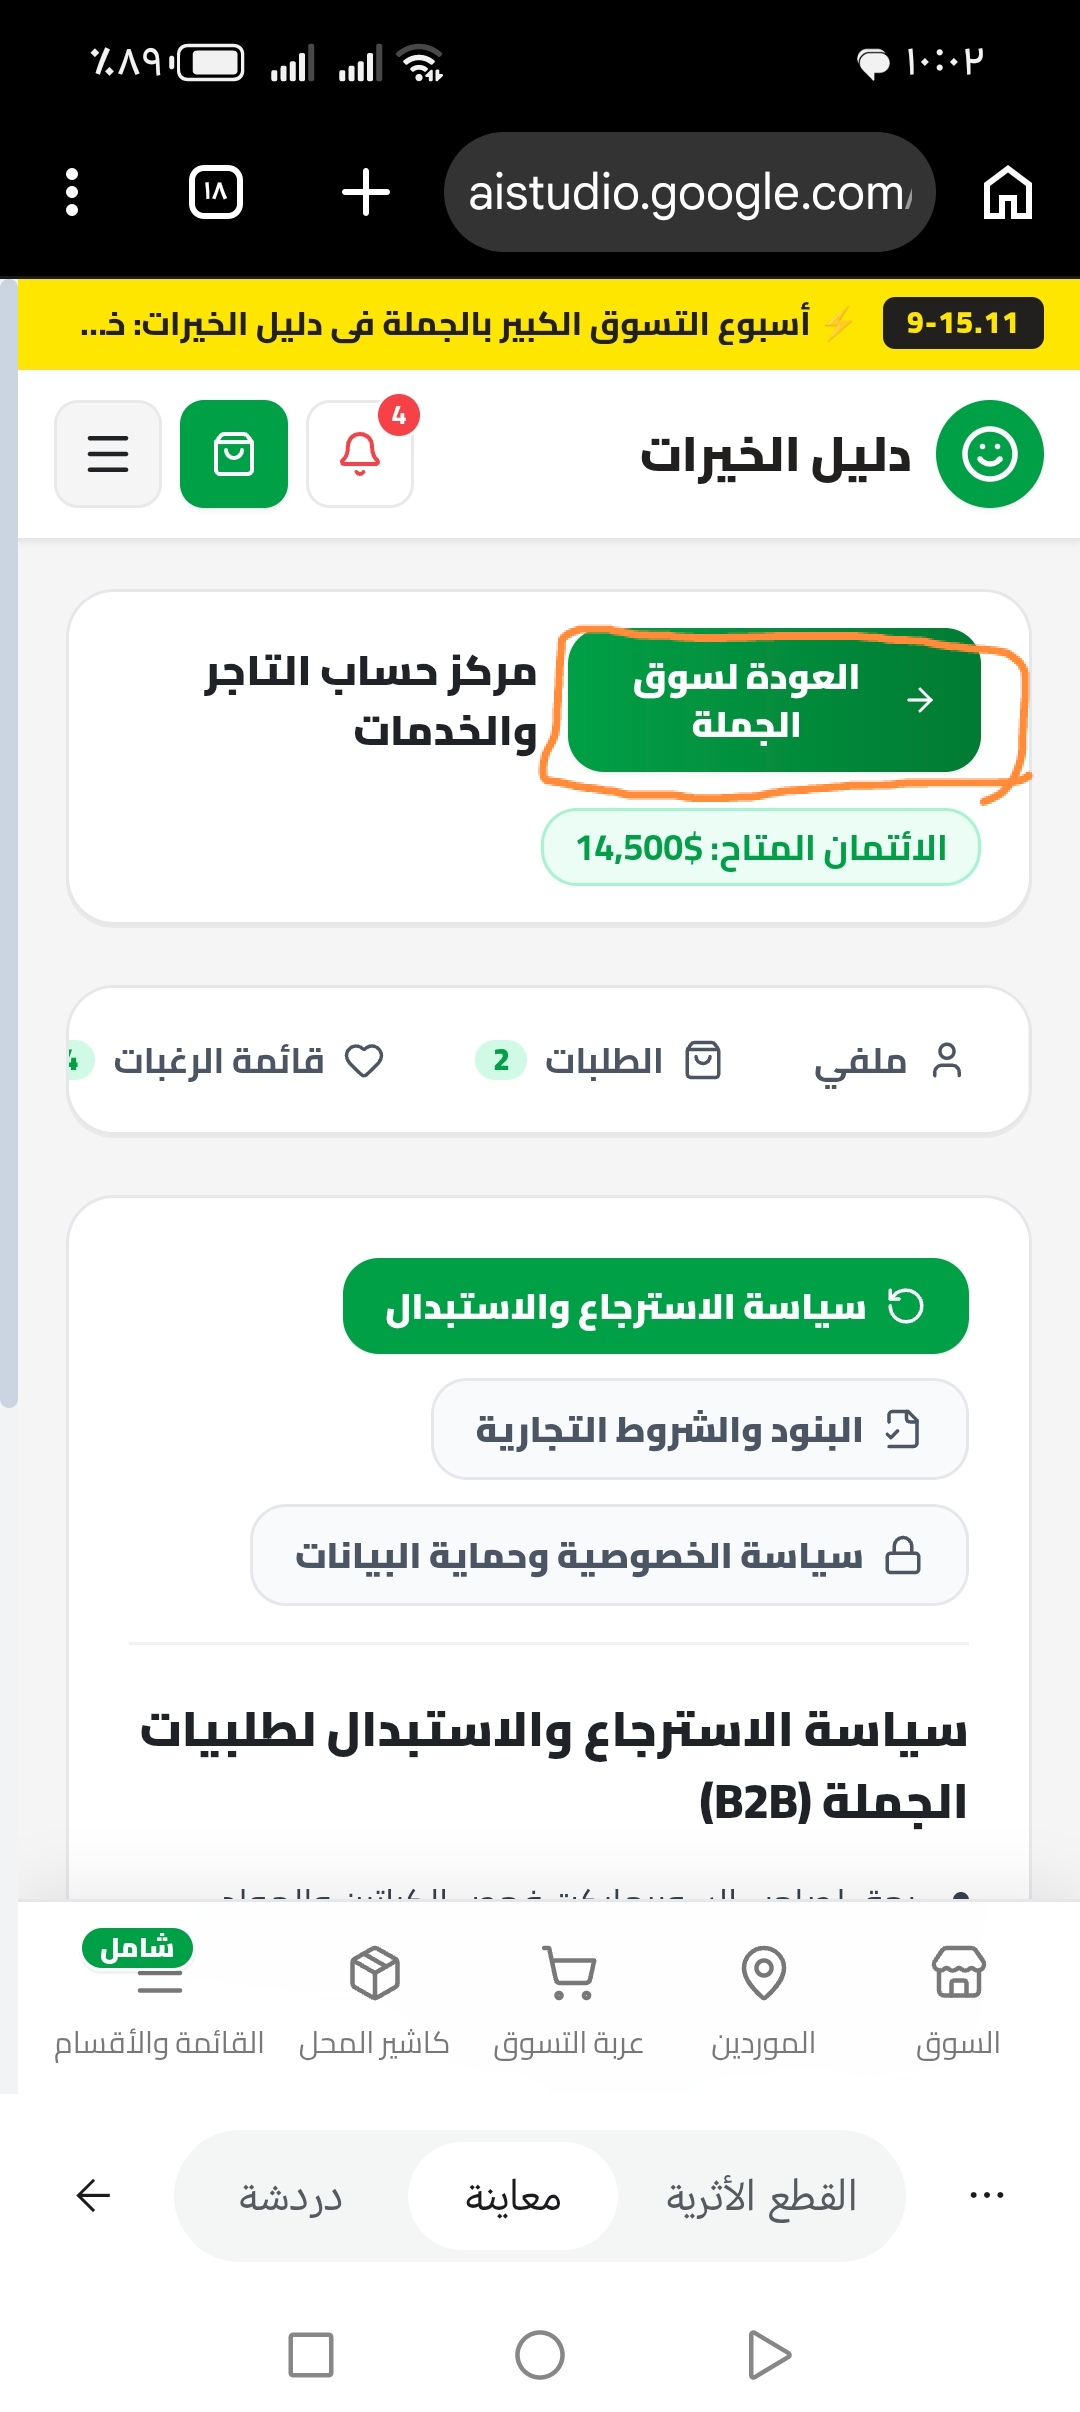 ١٠:٠٢
٪٨٩
aistudio.google.com/
١٨
9-15.11
⚡ أسبوع التسوق الكبير بالجملة في دليل الخيرات: خ...
دليل الخيرات
4
العودة لسوق
الجملة
مركز حساب التاجر
والخدمات
الائتمان المتاح: $14,500
ملفي
الطلبات 2
قائمة الرغبات 4
سياسة الاسترجاع والاستبدال
البنود والشروط التجارية
سياسة الخصوصية وحماية البيانات
سياسة الاسترجاع والاستبدال لطلبيات
الجملة (B2B)
شامل
السوق
الموردين
عربة التسوق
كاشير المحل
القائمة والأقسام
القطع الأثرية
معاينة
دردشة